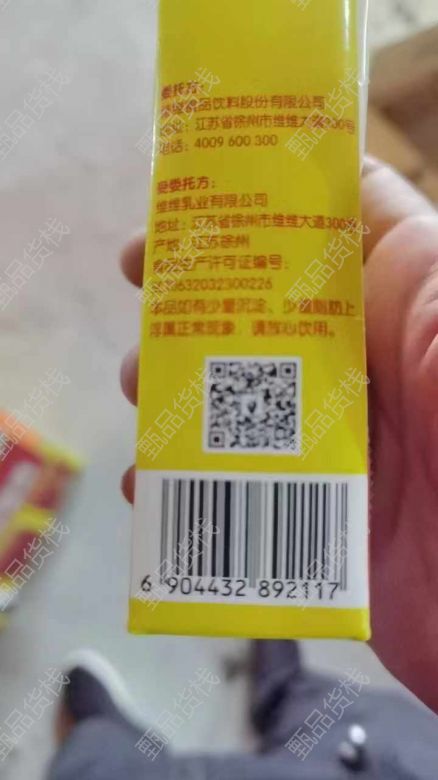 委托方:
维维食品饮料股份有限公司
地址: 江苏省徐州市维维大道300号
电话: 4009 600 300
受委托方:
维维乳业有限公司
地址: 江苏省徐州市维维大道300号
产地: 江苏徐州
食品生产许可证编号:
本品如有少量沉淀、少量脂肪上
浮属正常现象, 请放心饮用。
6 904432 892117
甄品货栈